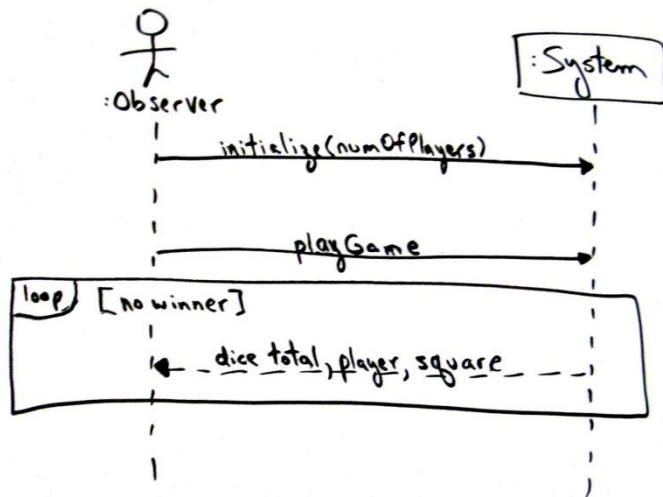 :System
:Observer
initialize(numOfPlayers)
playGame
loop [no winner]
dice total, player, square